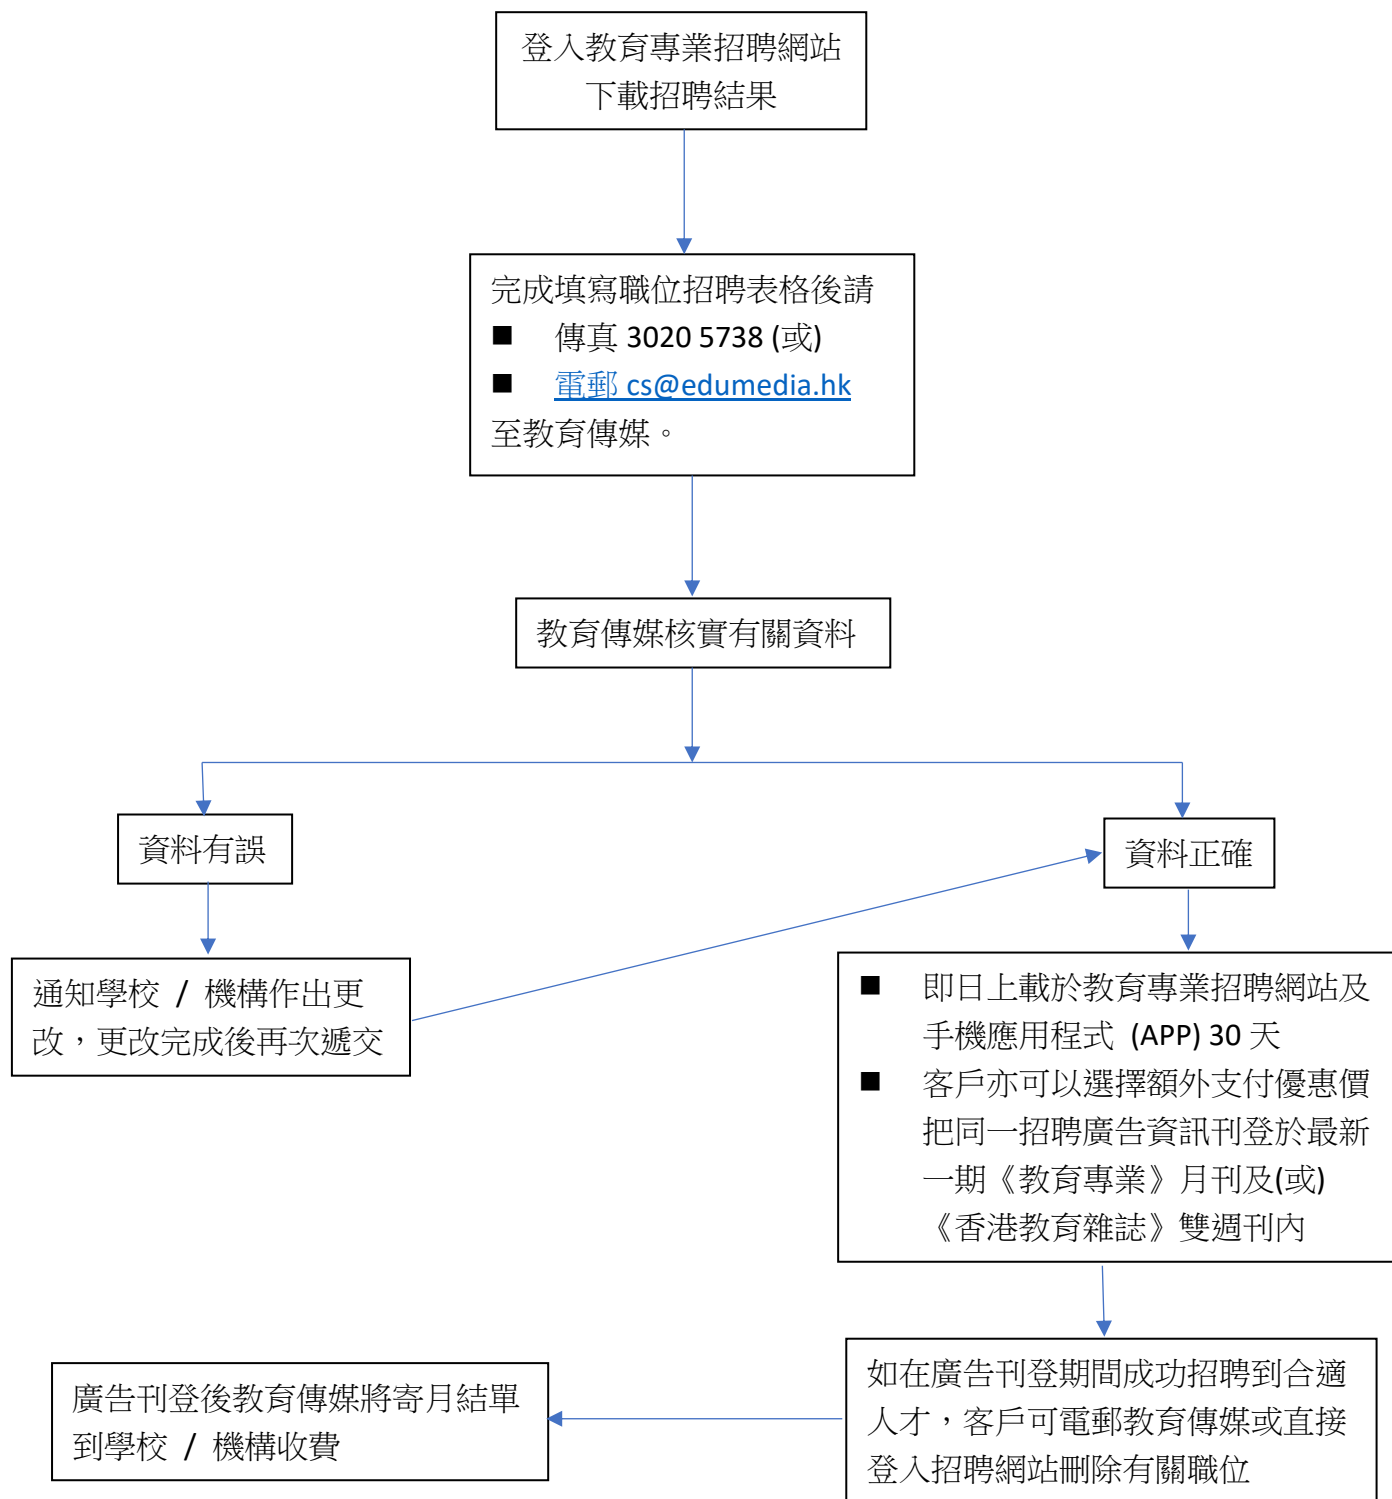 登入教育專業招聘網站
下載招聘結果
完成填寫職位招聘表格後請
■ 傳真 3020 5738 (或)
■ 電郵 cs@edumedia.hk
至教育傳媒。
教育傳媒核實有關資料
資料有誤
資料正確
通知學校 / 機構作出更
改，更改完成後再次遞交
■ 即日上載於教育專業招聘網站及
手機應用程式 (APP) 30 天
■ 客戶亦可以選擇額外支付優惠價
把同一招聘廣告資訊刊登於最新
一期《教育專業》月刊及(或)
《香港教育雜誌》雙週刊內
如在廣告刊登期間成功招聘到合適
人才，客戶可電郵教育傳媒或直接
登入招聘網站刪除有關職位
廣告刊登後教育傳媒將寄月結單
到學校 / 機構收費